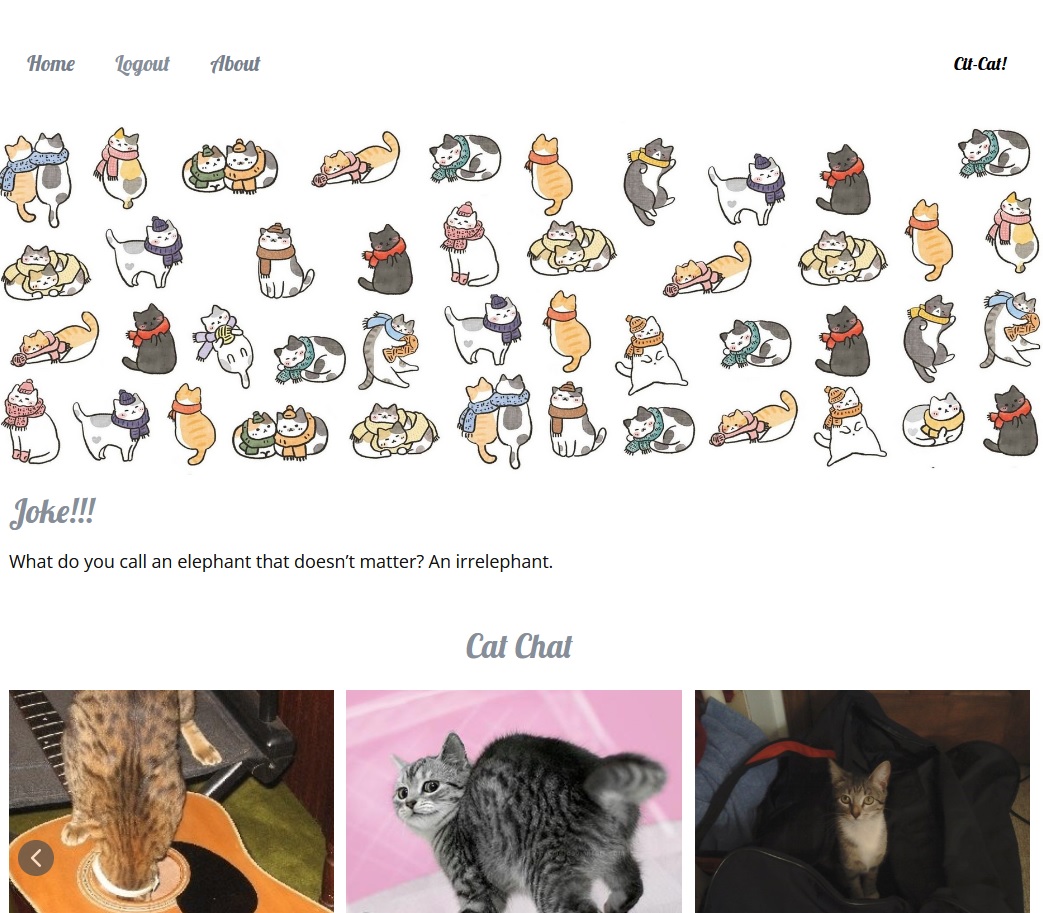 Home Logout About Cit-Cat!
Joke!!!
What do you call an elephant that doesn’t matter? An irrelephant.
Cat Chat